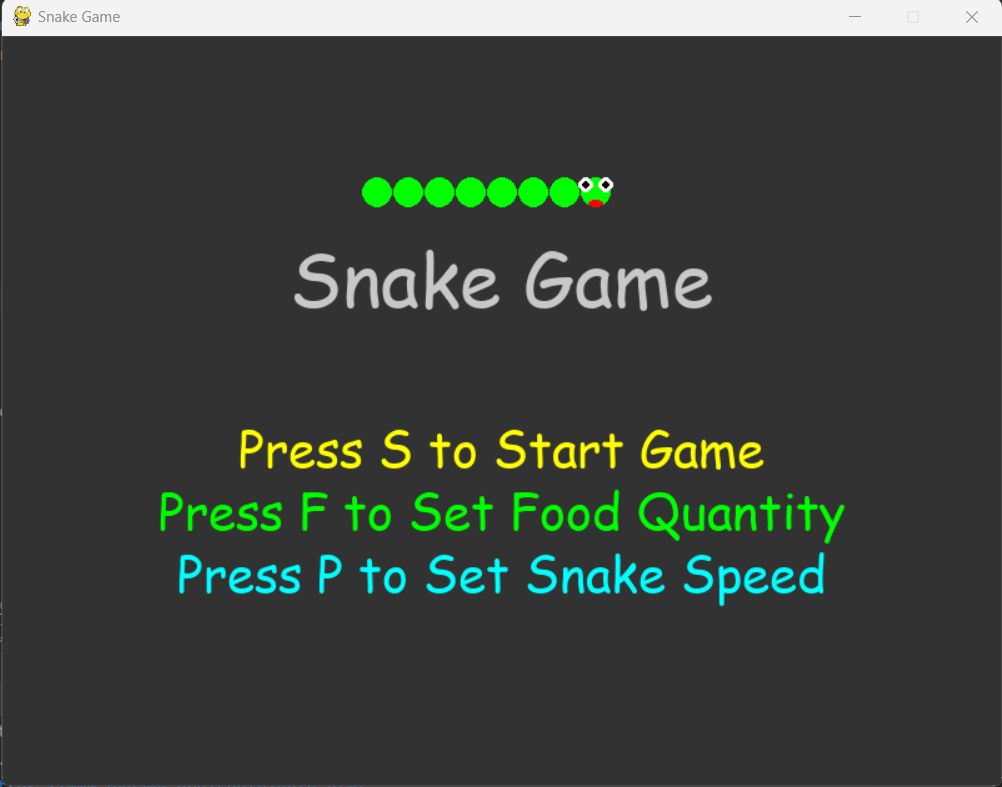 Snake Game
Snake Game
Press S to Start Game
Press F to Set Food Quantity
Press P to Set Snake Speed